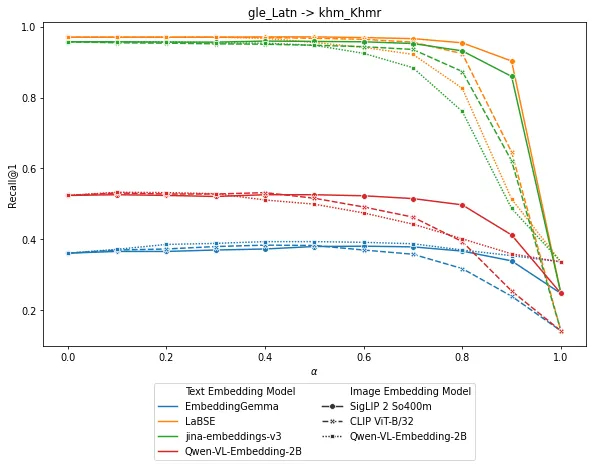 gle_Latn -> khm_Khmr
1.0
0.8
0.6
0.4
0.2
Recall@1
0.0 0.2 0.4 0.6 0.8 1.0
α
Text Embedding Model
EmbeddingGemma
LaBSE
jina-embeddings-v3
Qwen-VL-Embedding-2B
Image Embedding Model
SigLIP 2 So400m
CLIP ViT-B/32
Qwen-VL-Embedding-2B